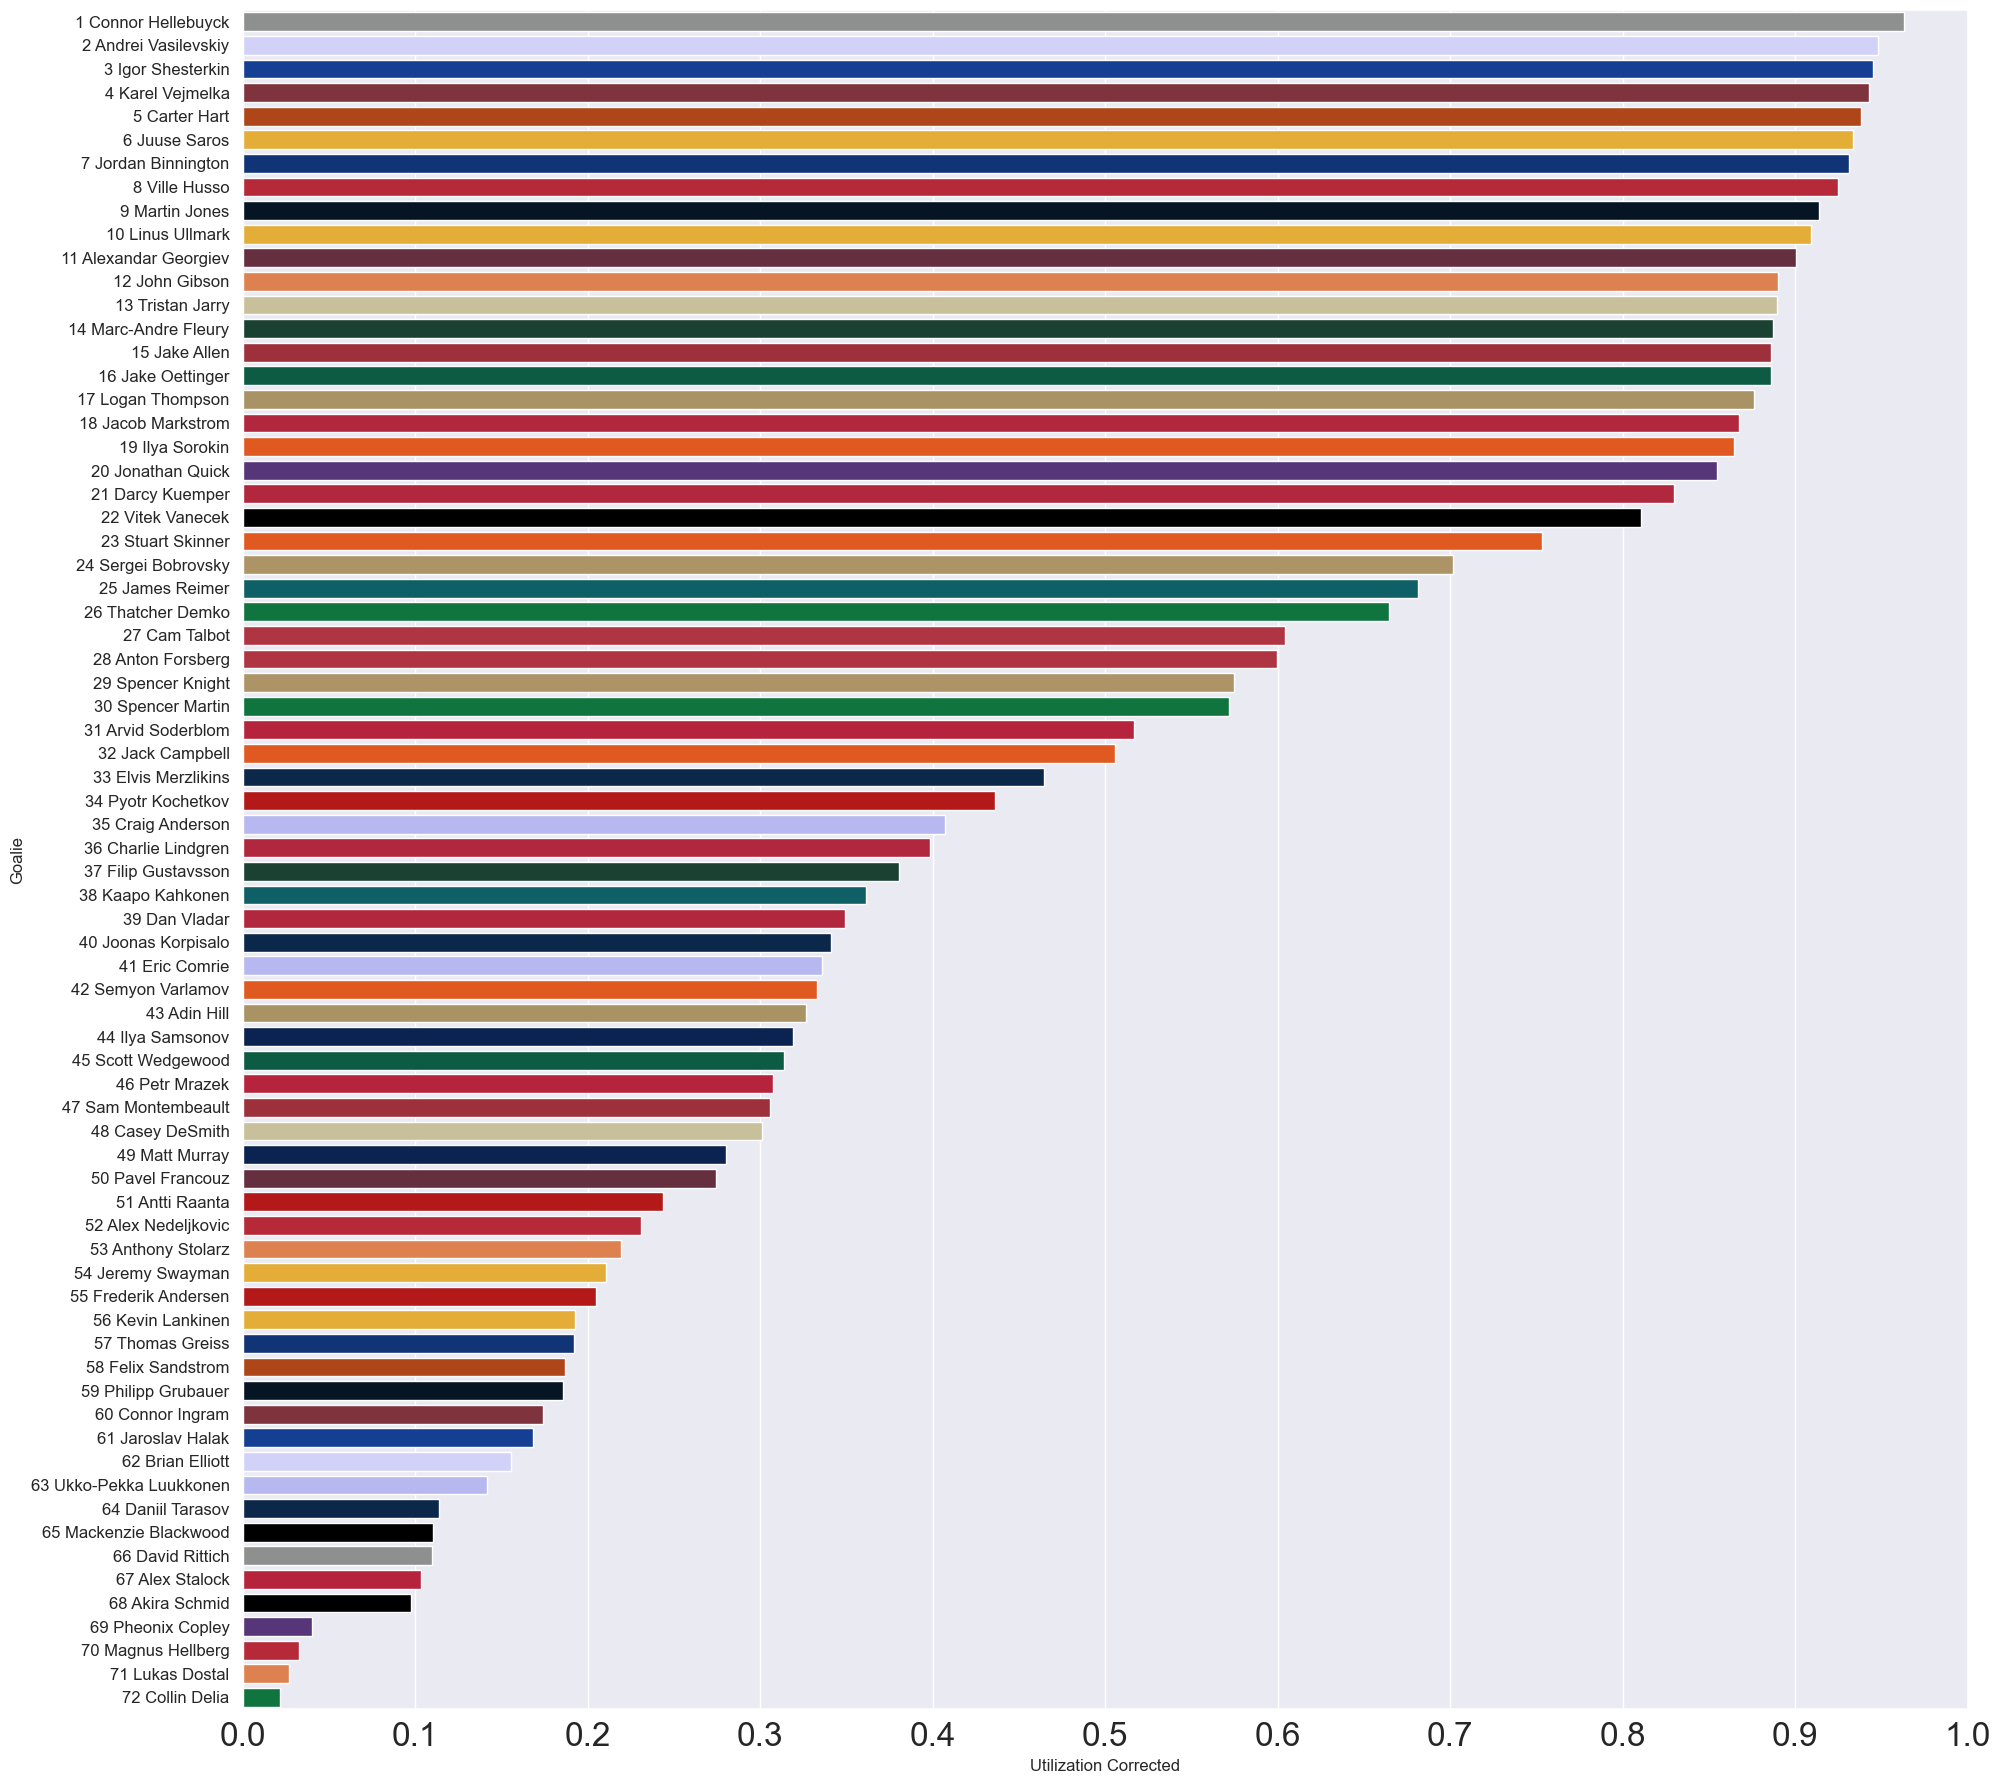 1 Connor Hellebuyck
2 Andrei Vasilevskiy
3 Igor Shesterkin
4 Karel Vejmelka
5 Carter Hart
6 Juuse Saros
7 Jordan Binnington
8 Ville Husso
9 Martin Jones
10 Linus Ullmark
11 Alexandar Georgiev
12 John Gibson
13 Tristan Jarry
14 Marc-Andre Fleury
15 Jake Allen
16 Jake Oettinger
17 Logan Thompson
18 Jacob Markstrom
19 Ilya Sorokin
20 Jonathan Quick
21 Darcy Kuemper
22 Vitek Vanecek
23 Stuart Skinner
24 Sergei Bobrovsky
25 James Reimer
26 Thatcher Demko
27 Cam Talbot
28 Anton Forsberg
29 Spencer Knight
30 Spencer Martin
31 Arvid Soderblom
32 Jack Campbell
33 Elvis Merzlikins
34 Pyotr Kochetkov
35 Craig Anderson
36 Charlie Lindgren
37 Filip Gustavsson
38 Kaapo Kahkonen
39 Dan Vladar
40 Joonas Korpisalo
41 Eric Comrie
42 Semyon Varlamov
43 Adin Hill
44 Ilya Samsonov
45 Scott Wedgewood
46 Petr Mrazek
47 Sam Montembeault
48 Casey DeSmith
49 Matt Murray
50 Pavel Francouz
51 Antti Raanta
52 Alex Nedeljkovic
53 Anthony Stolarz
54 Jeremy Swayman
55 Frederik Andersen
56 Kevin Lankinen
57 Thomas Greiss
58 Felix Sandstrom
59 Philipp Grubauer
60 Connor Ingram
61 Jaroslav Halak
62 Brian Elliott
63 Ukko-Pekka Luukkonen
64 Daniil Tarasov
65 Mackenzie Blackwood
66 David Rittich
67 Alex Stalock
68 Akira Schmid
69 Pheonix Copley
70 Magnus Hellberg
71 Lukas Dostal
72 Collin Delia
Goalie
0.0 0.1 0.2 0.3 0.4 0.5 0.6 0.7 0.8 0.9 1.0
Utilization Corrected